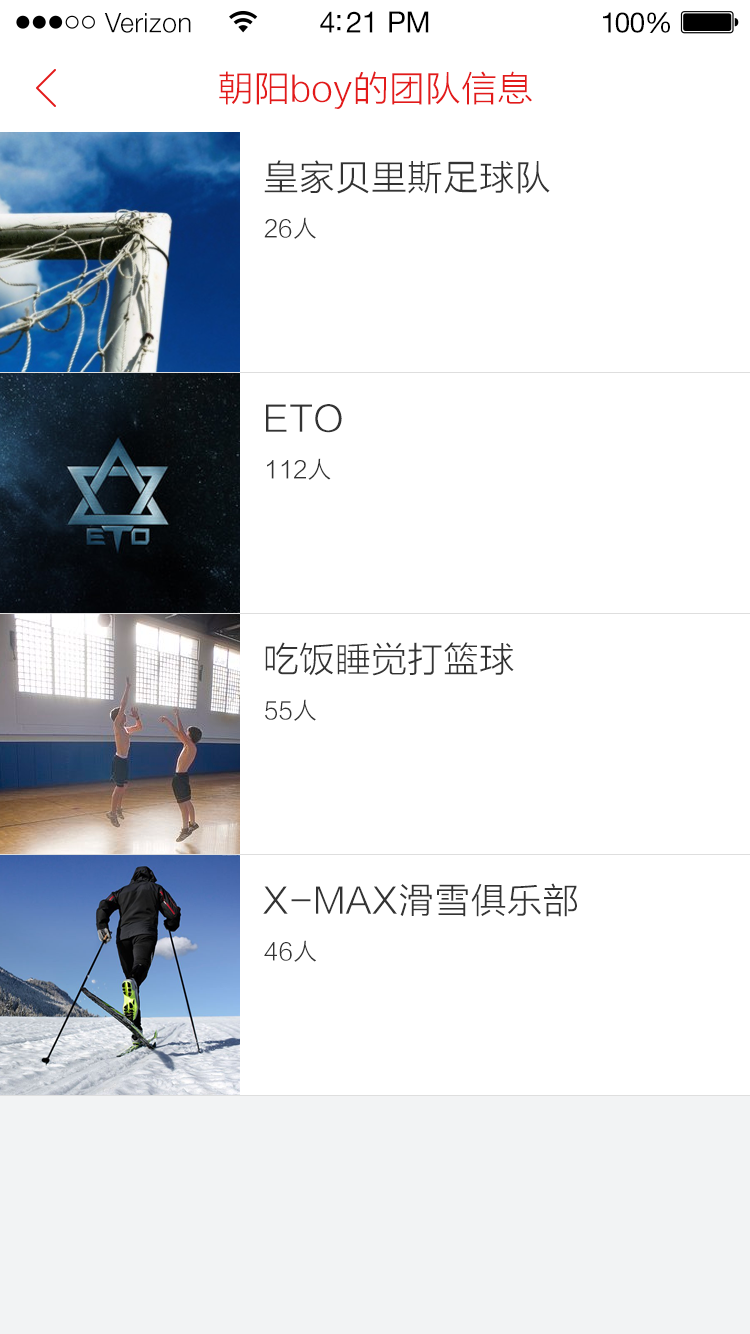 Verizon 4:21 PM 100%
朝阳boy的团队信息
皇家贝里斯足球队
26人
ETO
112人
ETO
吃饭睡觉打篮球
55人
X-MAX滑雪俱乐部
46人